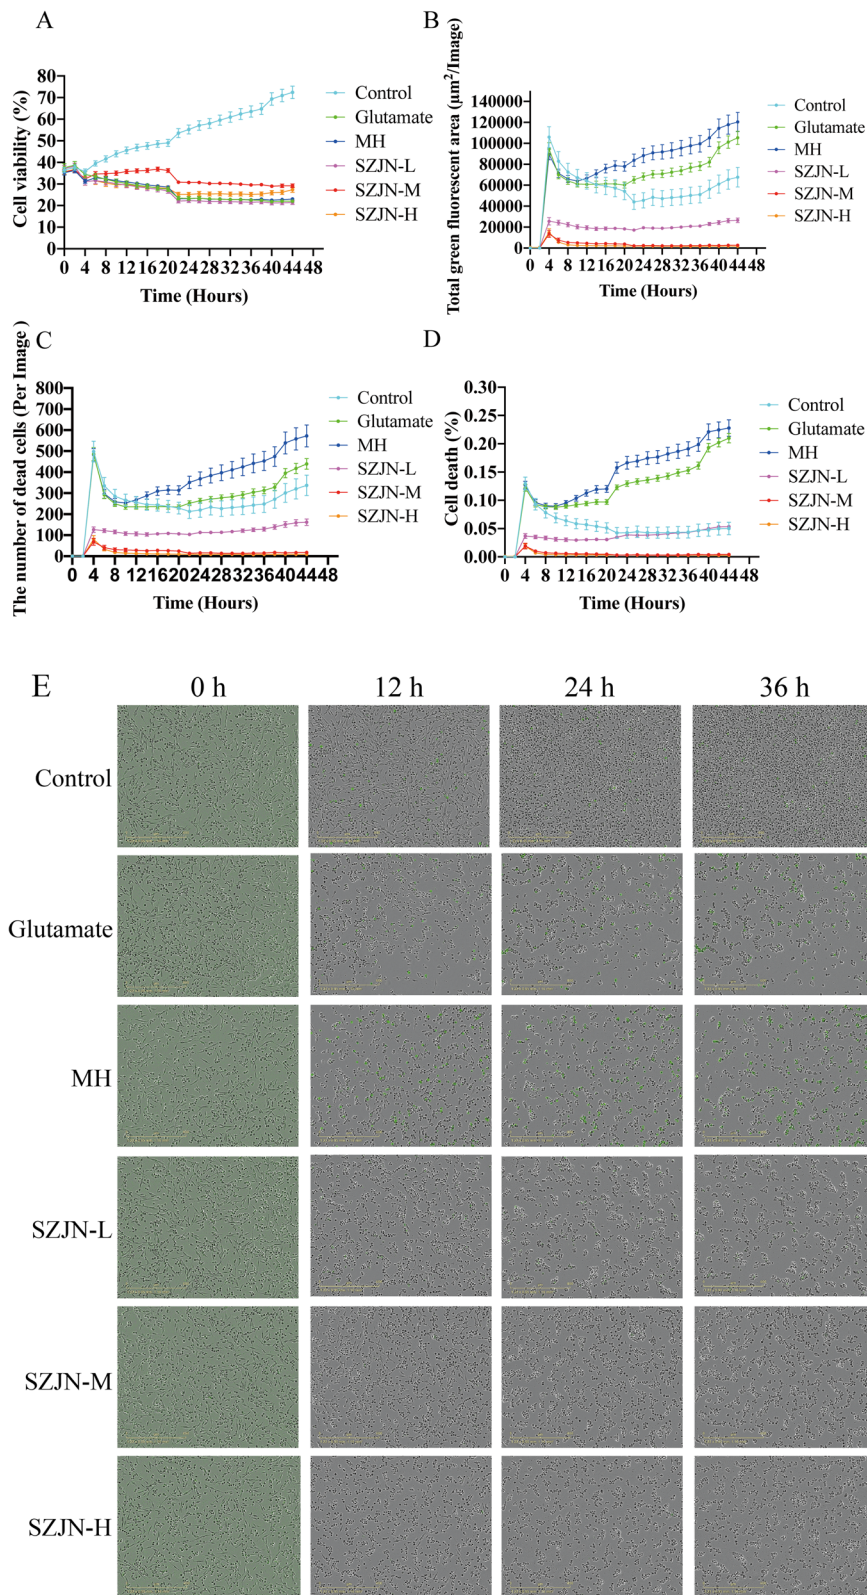 A
Cell viability (%)
80
70
60
50
40
30
20
10
0
0 4 8 12 16 20 24 28 32 36 40 44 48
Time (Hours)
Control
Glutamate
MH
SZJN-L
SZJN-M
SZJN-H
B
Total green fluorescent area (μm²/Image)
140000
120000
100000
80000
60000
40000
20000
0
0 4 8 12 16 20 24 28 32 36 40 44 48
Time (Hours)
Control
Glutamate
MH
SZJN-L
SZJN-M
SZJN-H
C
The number of dead cells (Per Image )
800
700
600
500
400
300
200
100
0
0 4 8 12 16 20 24 28 32 36 40 44 48
Time (Hours)
Control
Glutamate
MH
SZJN-L
SZJN-M
SZJN-H
D
Cell death (%)
0.30
0.25
0.20
0.15
0.10
0.05
0.00
0 4 8 12 16 20 24 28 32 36 40 44 48
Time (Hours)
Control
Glutamate
MH
SZJN-L
SZJN-M
SZJN-H
E
0 h 12 h 24 h 36 h
Control
Glutamate
MH
SZJN-L
SZJN-M
SZJN-H